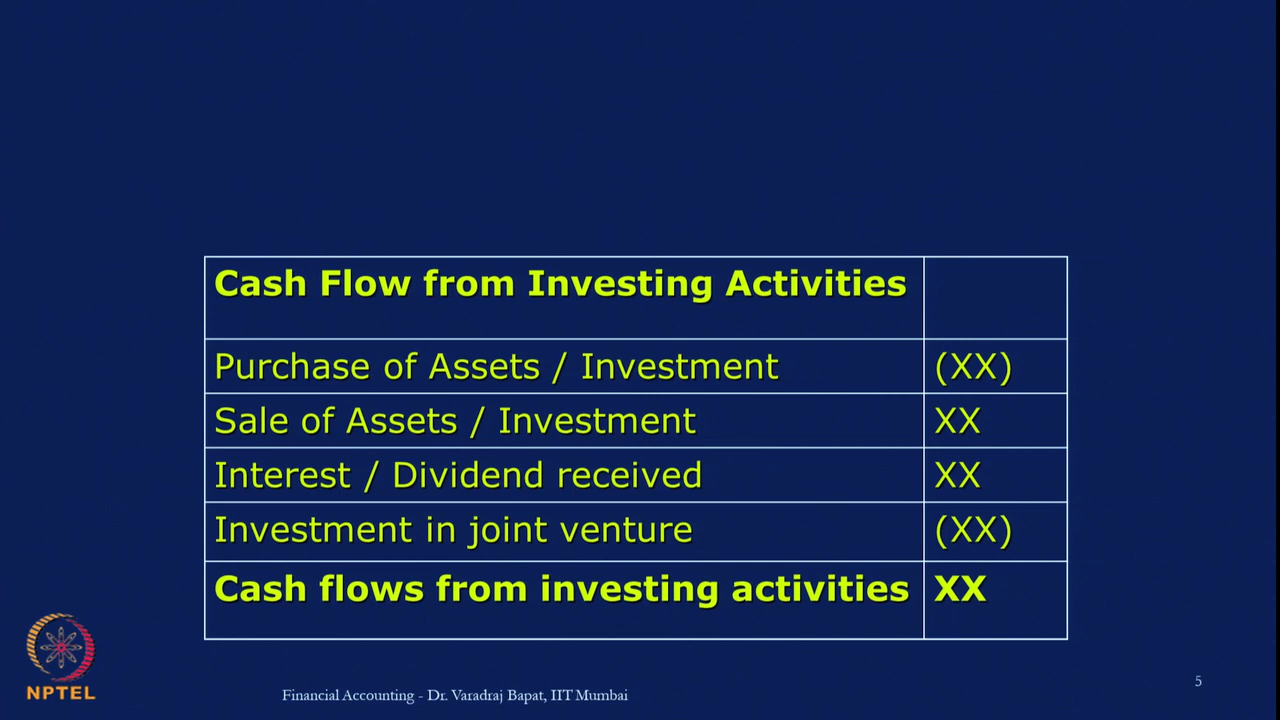 Cash Flow from Investing Activities
Purchase of Assets / Investment (XX)
Sale of Assets / Investment XX
Interest / Dividend received XX
Investment in joint venture (XX)
Cash flows from investing activities XX
NPTEL
Financial Accounting - Dr. Varadraj Bapat, IIT Mumbai
5